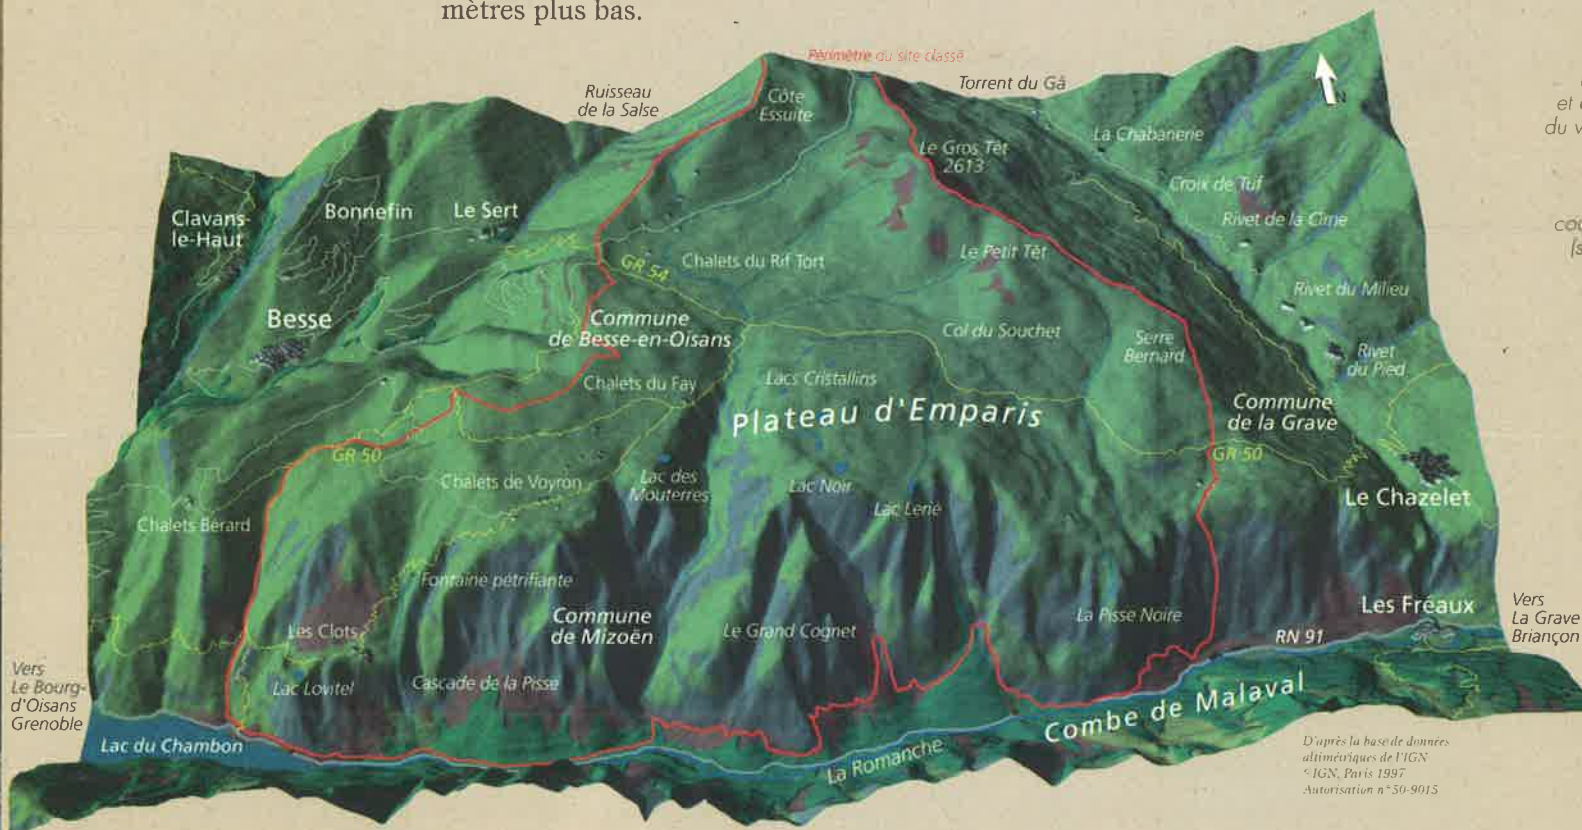 mètres plus bas.
Périmètre du site classé
Ruisseau
de la Salse
Côte
Essuite
Torrent du Gâ
N
et
du v
La Chabanerie
Le Gros Têt
2613
Croix de Tuf
Rivet de la Cime
Clavans-
le-Haut
Bonnefin
Le Sert
GR 54
Chalets du Rif Tort
Le Petit Têt
Rivet du Milieu
Besse
Commune
de Besse-en-Oisans
Col du Souchet
Serre
Bernard
Rivet
du Pied
Chalets du Fay
Lacs Cristallins
Plateau d'Emparis
Commune
de la Grave
GR 50
GR 50
Chalets de Voyron
Lac des
Mouterres
Lac Noir
Lac Lérié
Le Chazelet
Chalets Bérard
Fontaine pétrifiante
Commune
de Mizoën
Le Grand Cognet
La Pisse Noire
Les Fréaux
Vers
La Grave
Briançon
RN 91
Les Clots
Lac Lovitel
Cascade de la Pisse
Vers
Le Bourg-
d'Oisans
Grenoble
Lac du Chambon
La Romanche
Combe de Malaval
D'après la base de données
altimétriques de l'IGN
©IGN, Paris 1997
Autorisation n°50-9015